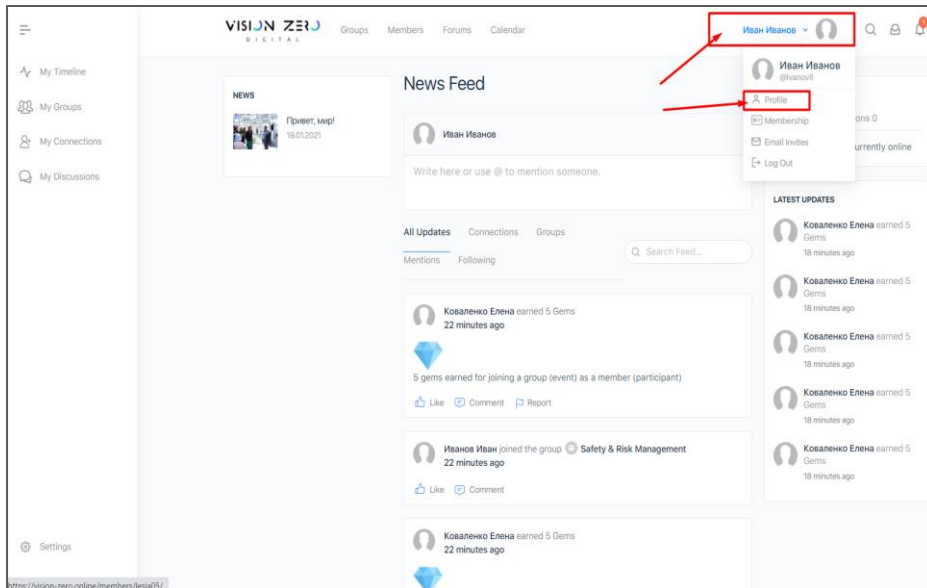 VISION ZERO
DIGITAL
Groups
Members
Forums
Calendar
Иван Иванов
My Timeline
My Groups
My Connections
My Discussions
Settings
https://vision-zero.online/members/lesia05/
NEWS
Привет, мир!
19.01.2021
News Feed
Иван Иванов
Write here or use @ to mention someone.
All Updates
Connections
Groups
Mentions
Following
Search Feed...
Коваленко Елена earned 5 Gems
22 minutes ago
5 gems earned for joining a group (event) as a member (participant)
Like
Comment
Report
Иванов Иван joined the group Safety & Risk Management
22 minutes ago
Like
Comment
Коваленко Елена earned 5 Gems
22 minutes ago
Иван Иванов
@ivanovII
Profile
Membership
Email Invites
Log Out
ons 0
urrently online
LATEST UPDATES
Коваленко Елена earned 5
Gems
18 minutes ago
Коваленко Елена earned 5
Gems
18 minutes ago
Коваленко Елена earned 5
Gems
18 minutes ago
Коваленко Елена earned 5
Gems
18 minutes ago
Коваленко Елена earned 5
Gems
18 minutes ago